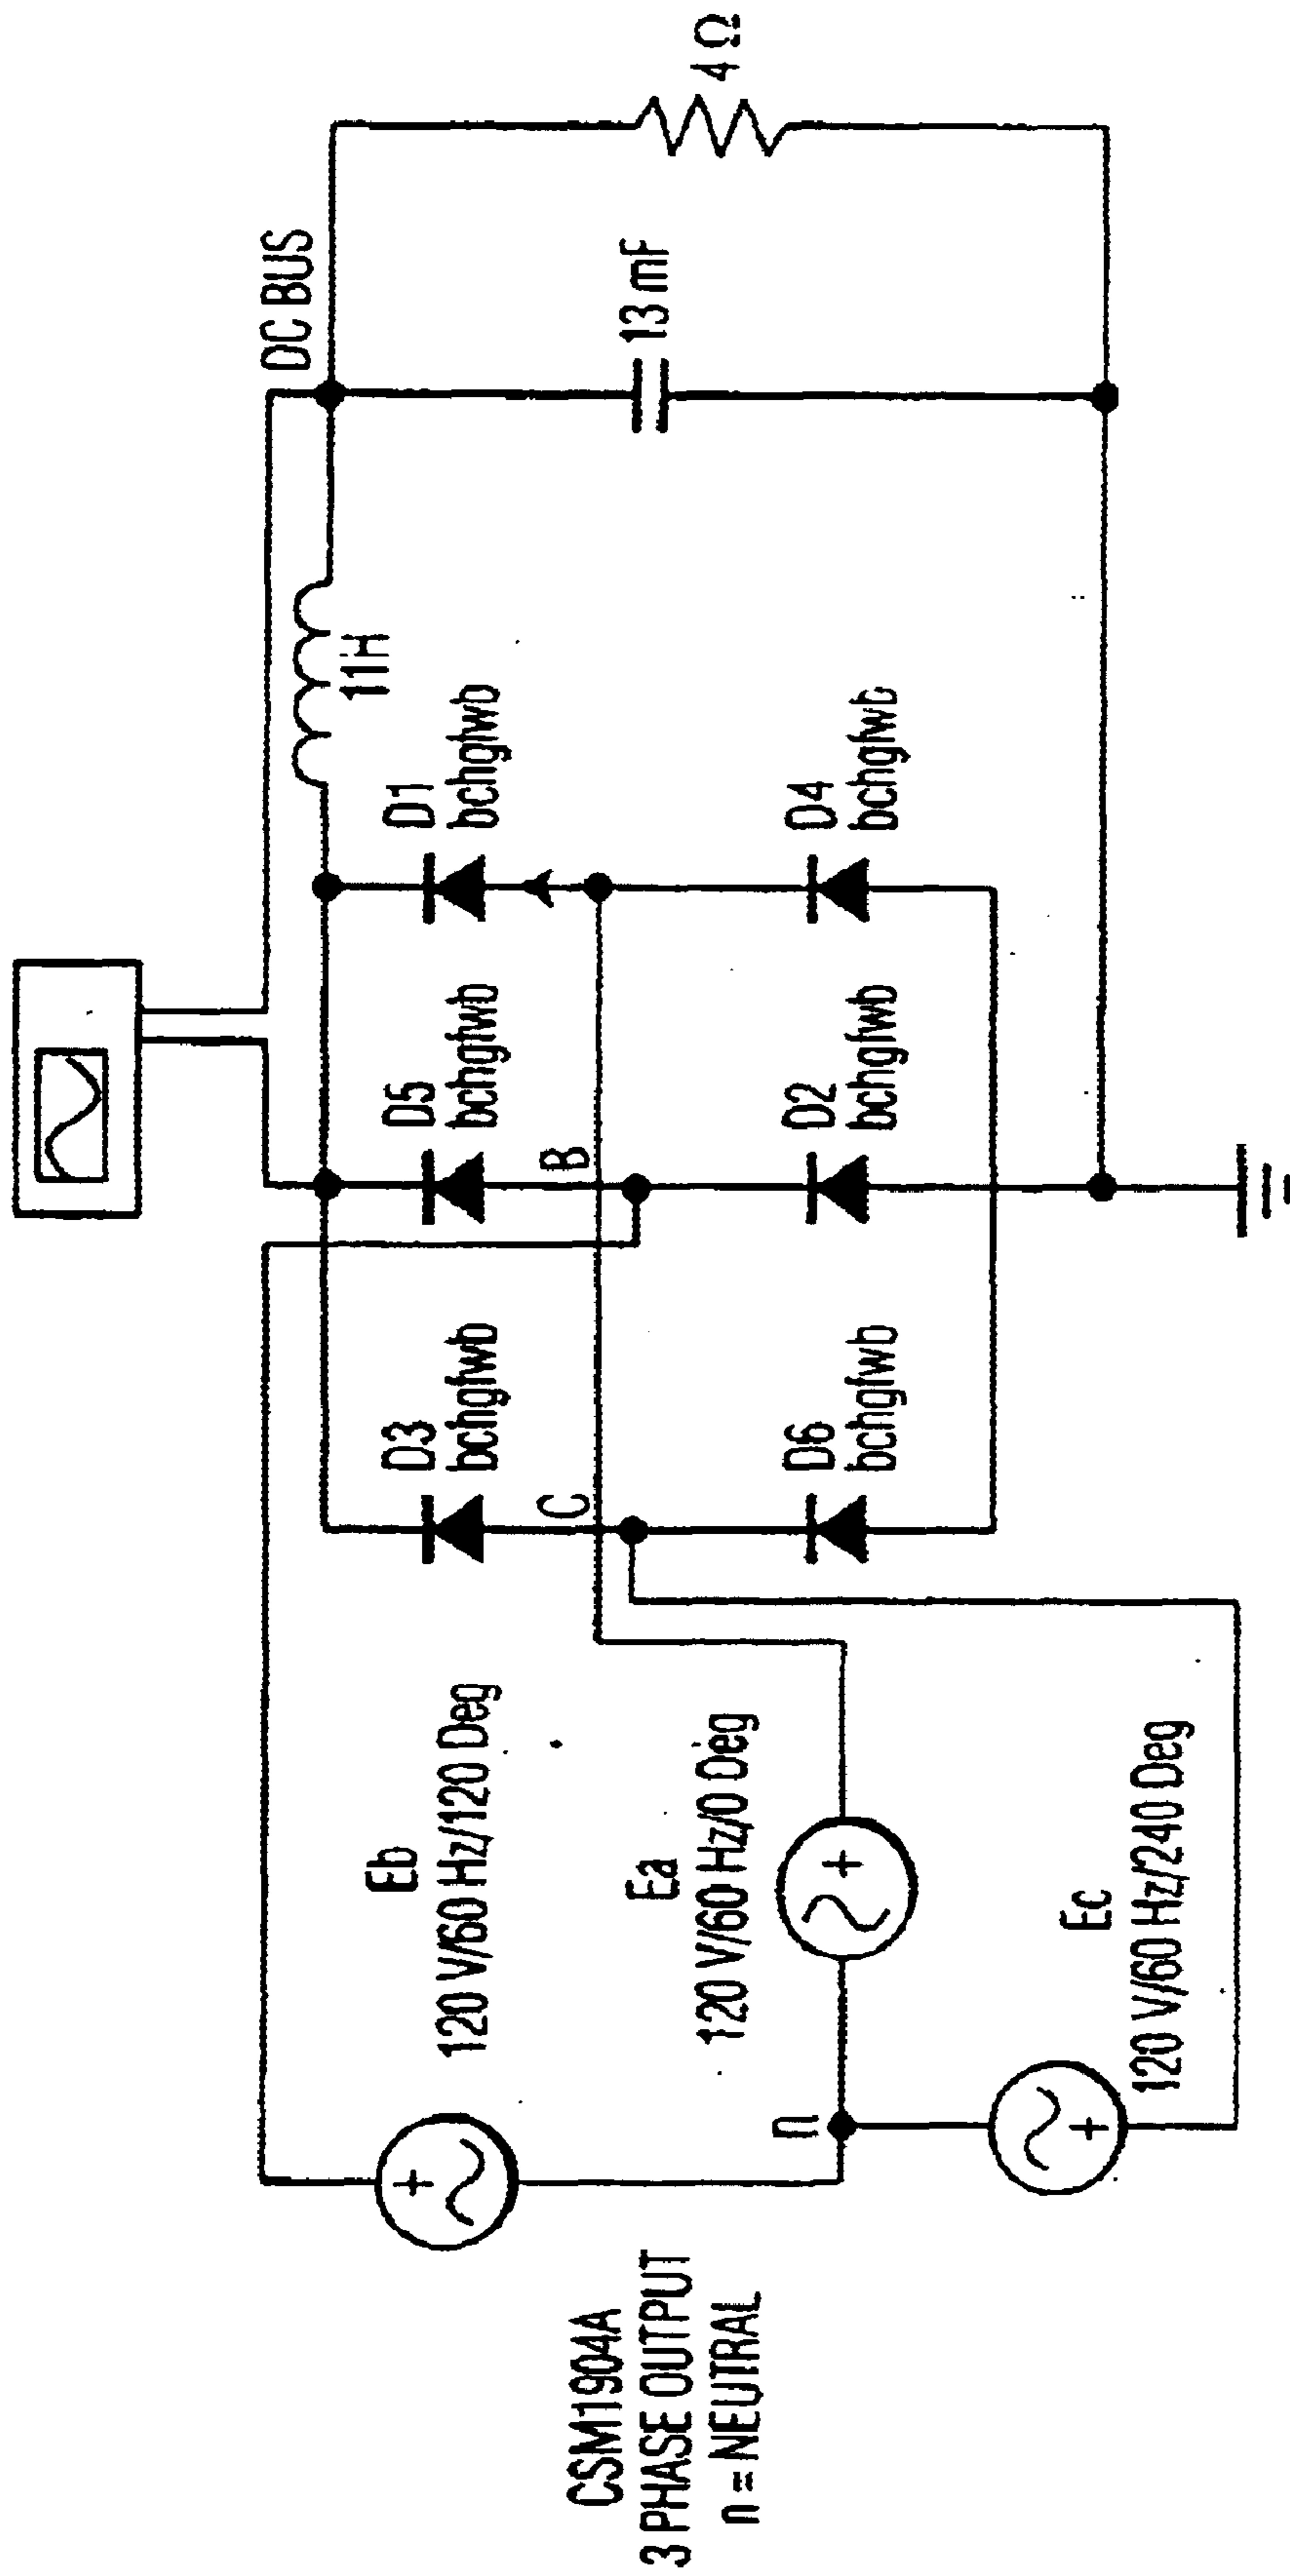 CSM1904A
3 PHASE OUTPUT
n = NEUTRAL
Eb
120 V/60 Hz/120 Deg
Ea
120 V/60 Hz/0 Deg
Ec
120 V/60 Hz/240 Deg
n
D3
bchgfwb
D5
bchgfwb
D1
bchgfwb
C
B
D6
bchgfwb
D2
bchgfwb
D4
bchgfwb
11H
DC BUS
13 mF
4 Ω
+
+
+